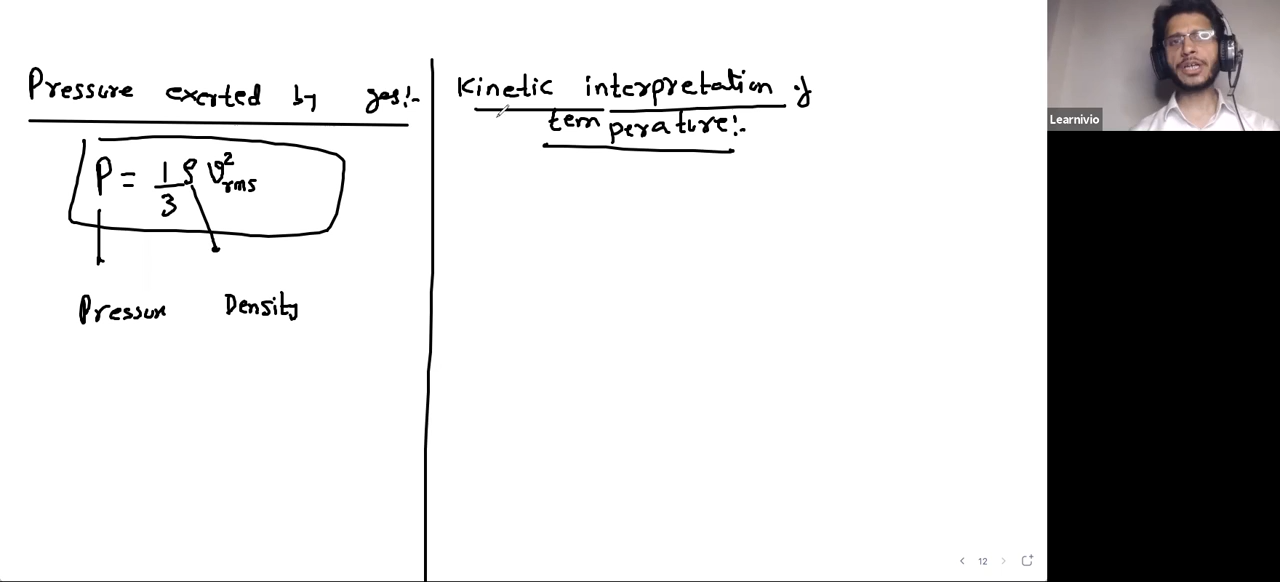 Pressure exerted by gas:-
P = 1/3 ρ v²rms
Pressure
Density
Kinetic interpretation of
temperature:-
Learnivio
12